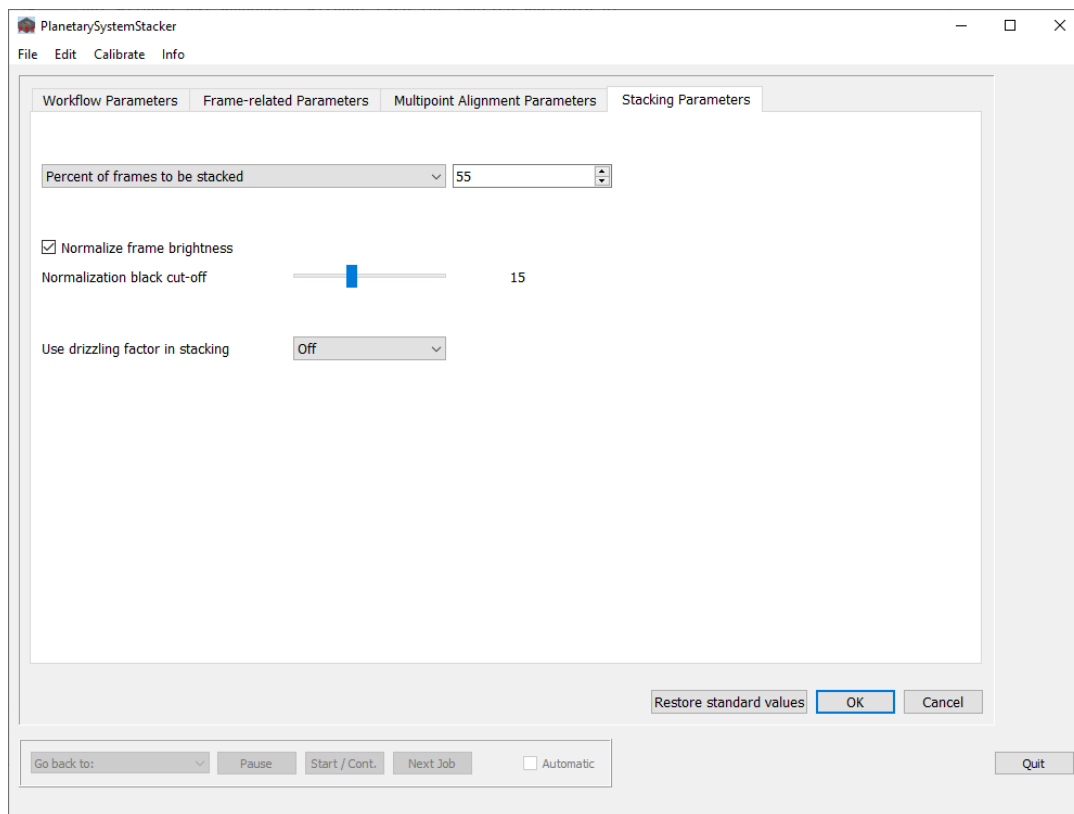 PlanetarySystemStacker
File Edit Calibrate Info
Workflow Parameters Frame-related Parameters Multipoint Alignment Parameters Stacking Parameters
Percent of frames to be stacked 55
Normalize frame brightness
Normalization black cut-off 15
Use drizzling factor in stacking Off
Restore standard values OK Cancel
Go back to: Pause Start / Cont. Next Job Automatic Quit